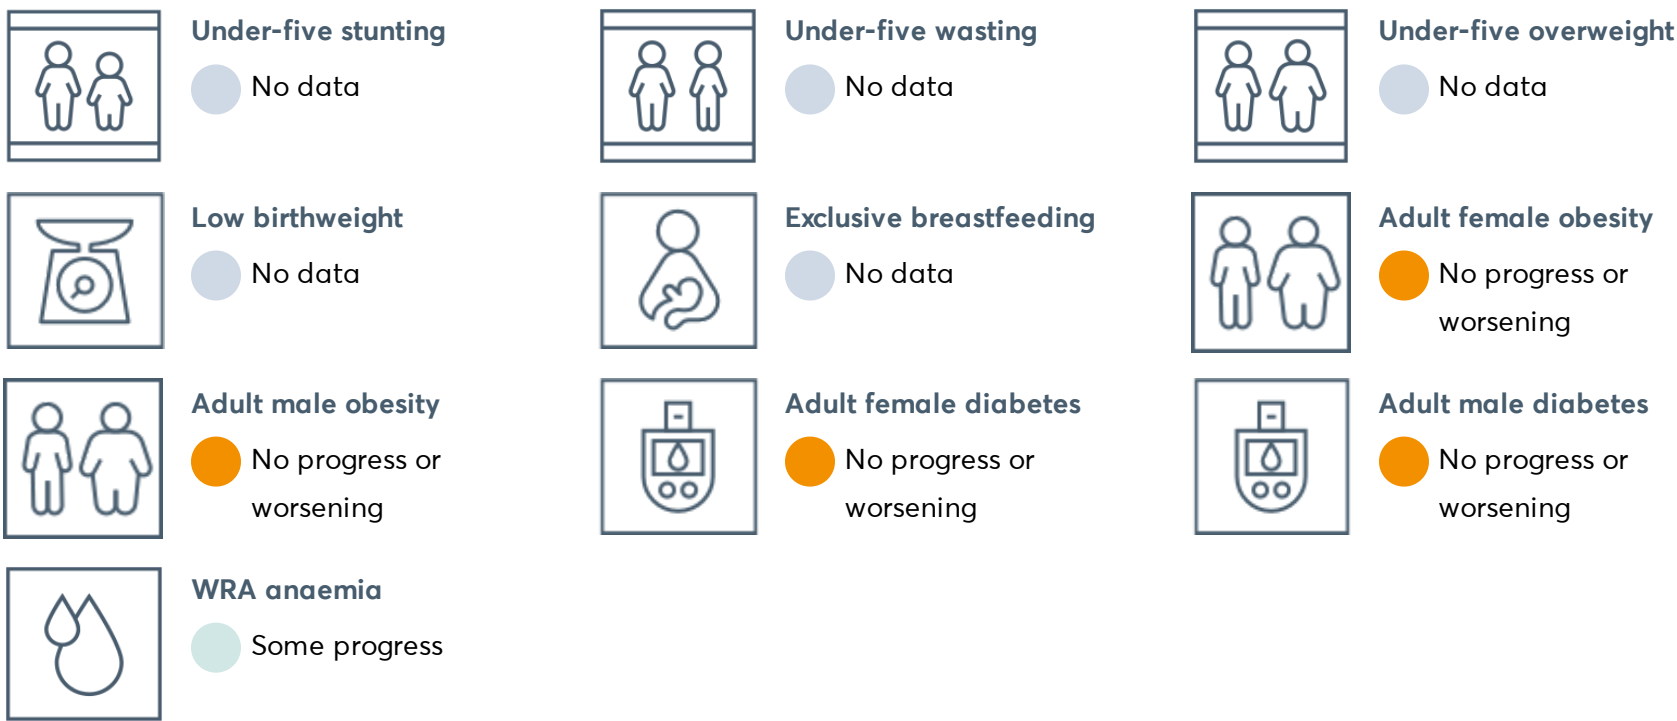 Under-five stunting
No data
Under-five wasting
No data
Under-five overweight
No data
Low birthweight
No data
Exclusive breastfeeding
No data
Adult female obesity
No progress or
worsening
Adult male obesity
No progress or
worsening
Adult female diabetes
No progress or
worsening
Adult male diabetes
No progress or
worsening
WRA anaemia
Some progress